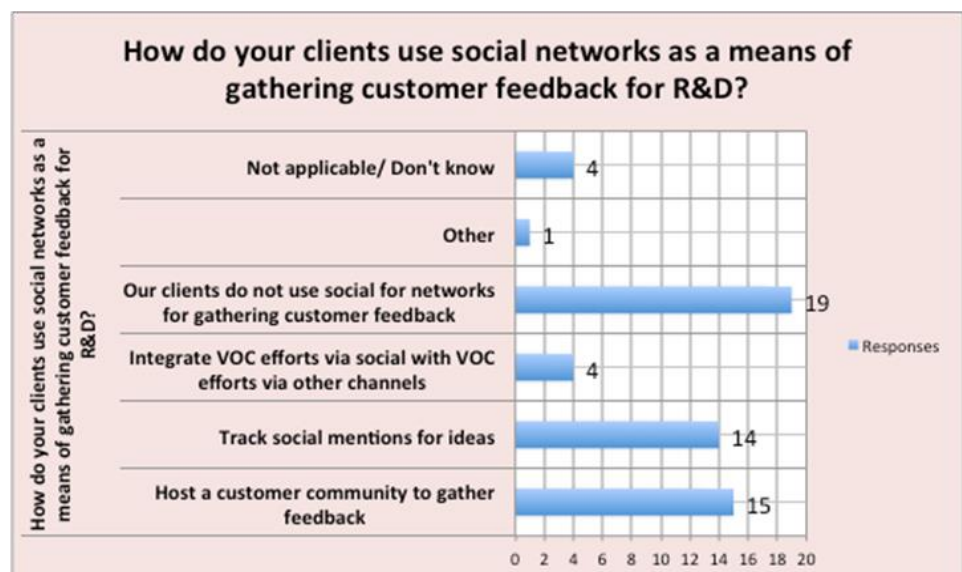 How do your clients use social networks as a means of
gathering customer feedback for R&D?
How do your clients use social networks as a
means of gathering customer feedback for
R&D?
Not applicable/ Don't know
4
Other
1
Our clients do not use social for networks
for gathering customer feedback
19
Integrate VOC efforts via social with VOC
efforts via other channels
4
Track social mentions for ideas
14
Host a customer community to gather
feedback
15
Responses
0 2 4 6 8 10 12 14 16 18 20